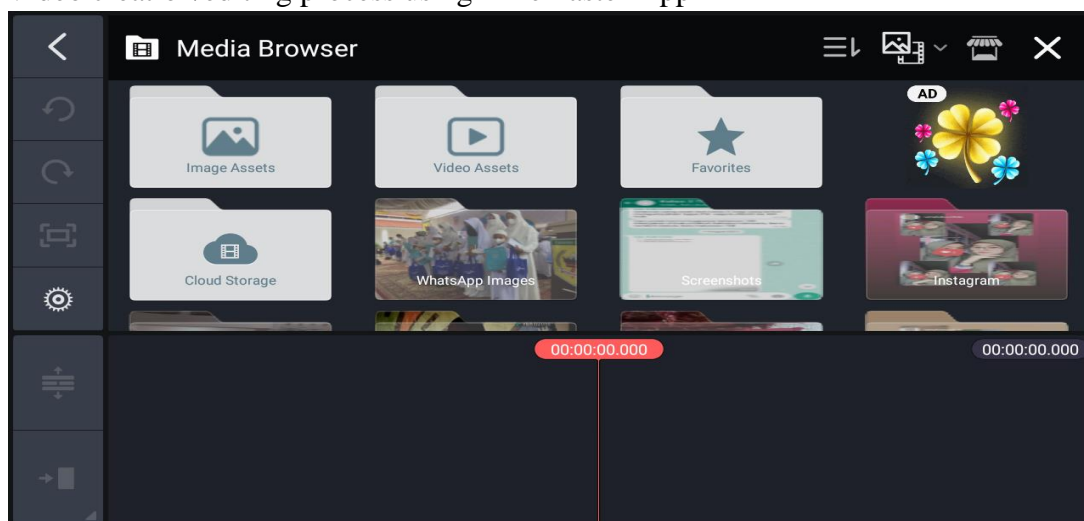 Media Browser
AD
Image Assets
Video Assets
Favorites
Cloud Storage
WhatsApp Images
Screenshots
Instagram
00:00:00.000
00:00:00.000